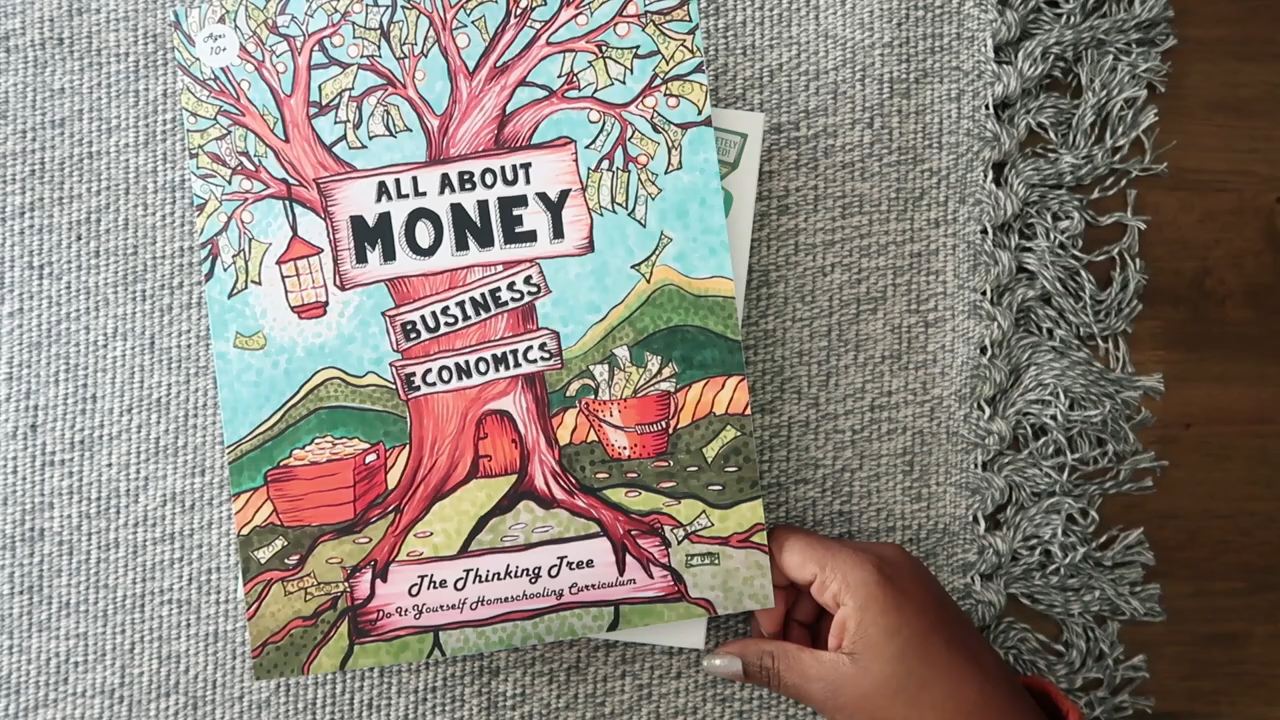 Ages
10+
ALL ABOUT
MONEY
BUSINESS
ECONOMICS
The Thinking Tree
Do-It-Yourself Homeschooling Curriculum